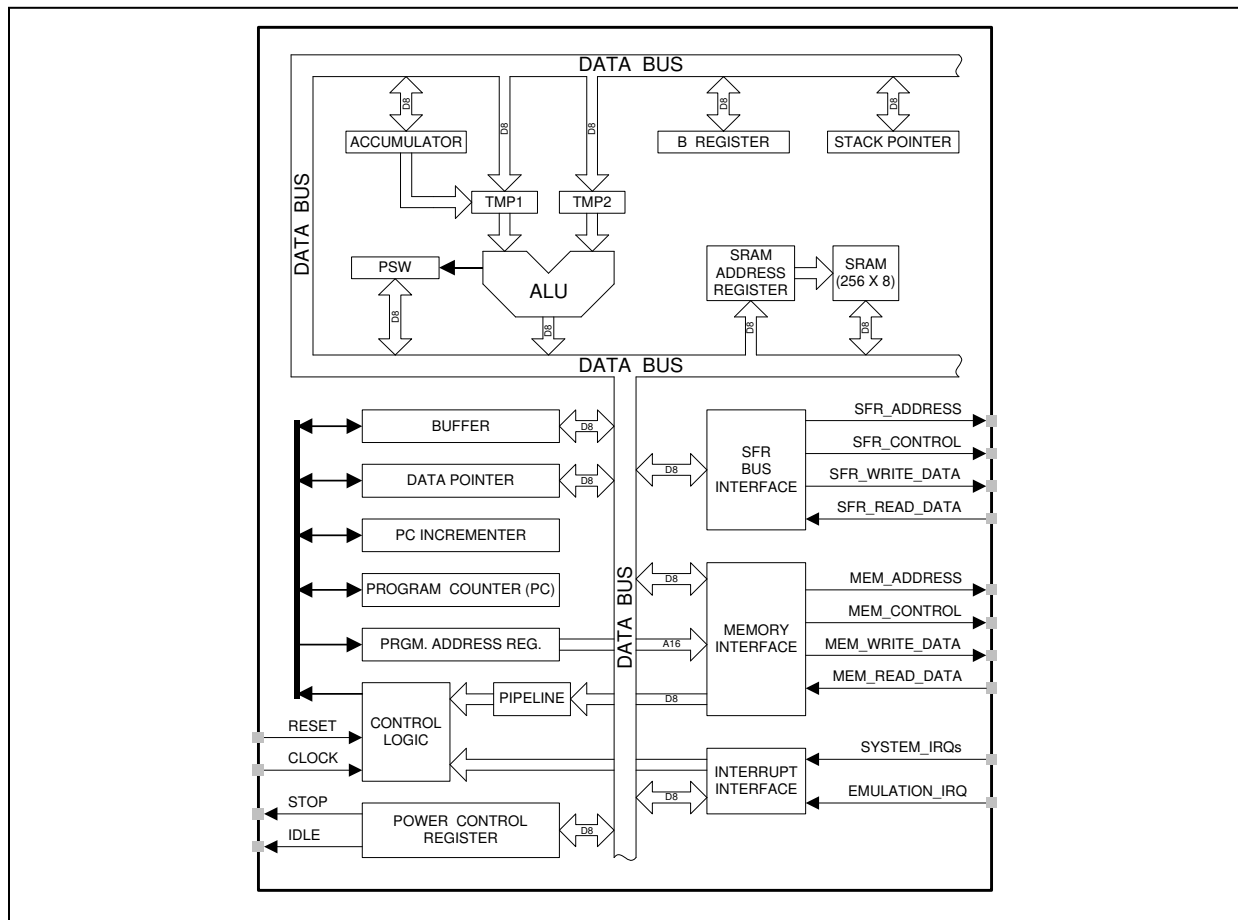 DATA BUS
D8
D8
D8
D8
D8
ACCUMULATOR
B REGISTER
STACK POINTER
DATA BUS
TMP1
TMP2
PSW
ALU
SRAM
ADDRESS
REGISTER
SRAM
(256 X 8)
D8
D8
D8
D8
DATA BUS
BUFFER
D8
DATA POINTER
D8
PC INCREMENTER
PROGRAM COUNTER (PC)
PRGM. ADDRESS REG.
A16
DATA BUS
D8
SFR
BUS
INTERFACE
SFR_ADDRESS
SFR_CONTROL
SFR_WRITE_DATA
SFR_READ_DATA
D8
MEMORY
INTERFACE
MEM_ADDRESS
MEM_CONTROL
MEM_WRITE_DATA
MEM_READ_DATA
RESET
CLOCK
CONTROL
LOGIC
PIPELINE
D8
INTERRUPT
INTERFACE
SYSTEM_IRQs
EMULATION_IRQ
D8
STOP
IDLE
POWER CONTROL
REGISTER
D8